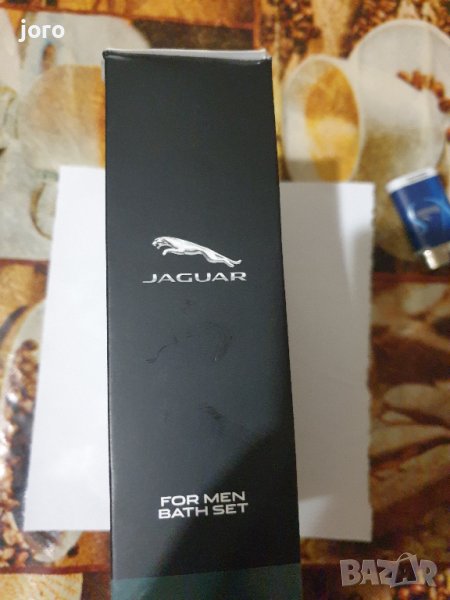 joro
JAGUAR
FOR MEN
BATH SET
BAZAR